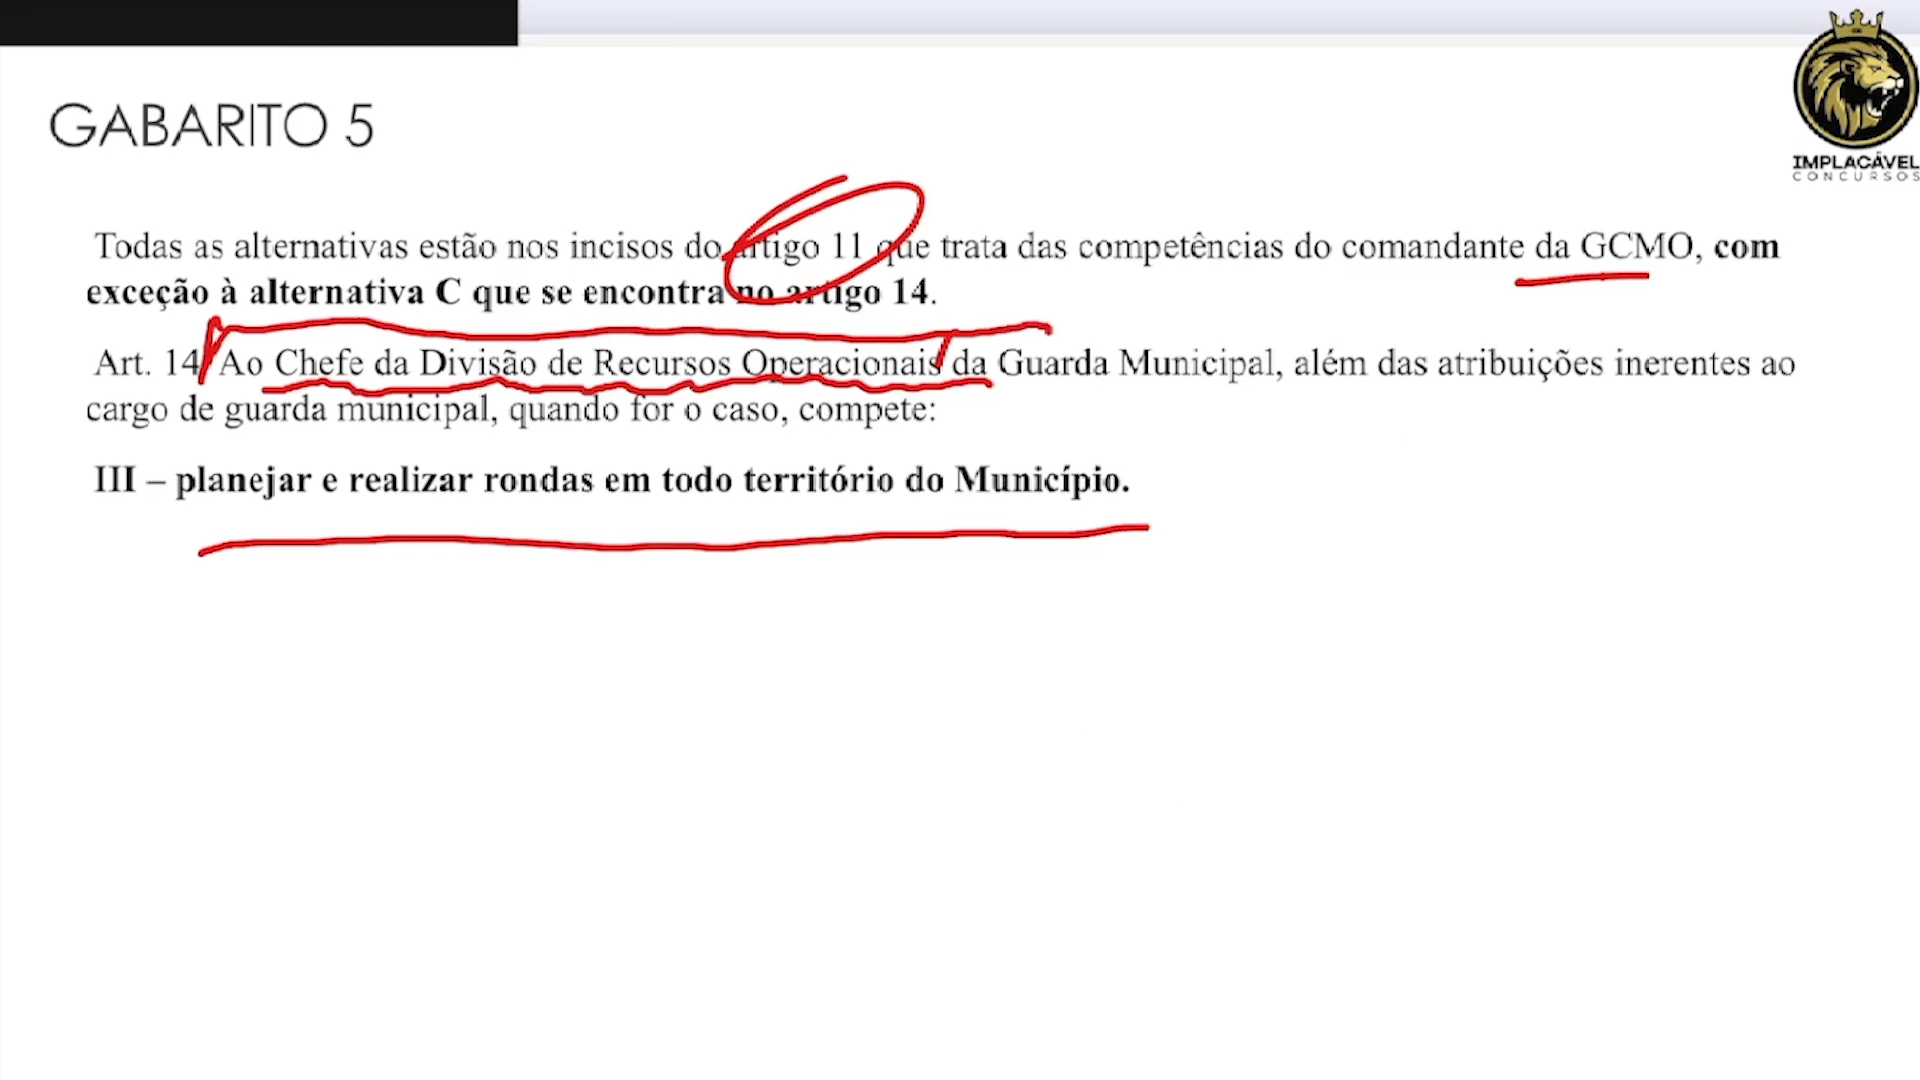 GABARITO 5
IMPLACÁVEL
CONCURSOS
Todas as alternativas estão nos incisos do artigo 11 que trata das competências do comandante da GCMO, com
exceção à alternativa C que se encontra no artigo 14.
Art. 14 Ao Chefe da Divisão de Recursos Operacionais da Guarda Municipal, além das atribuições inerentes ao
cargo de guarda municipal, quando for o caso, compete:
III – planejar e realizar rondas em todo território do Município.